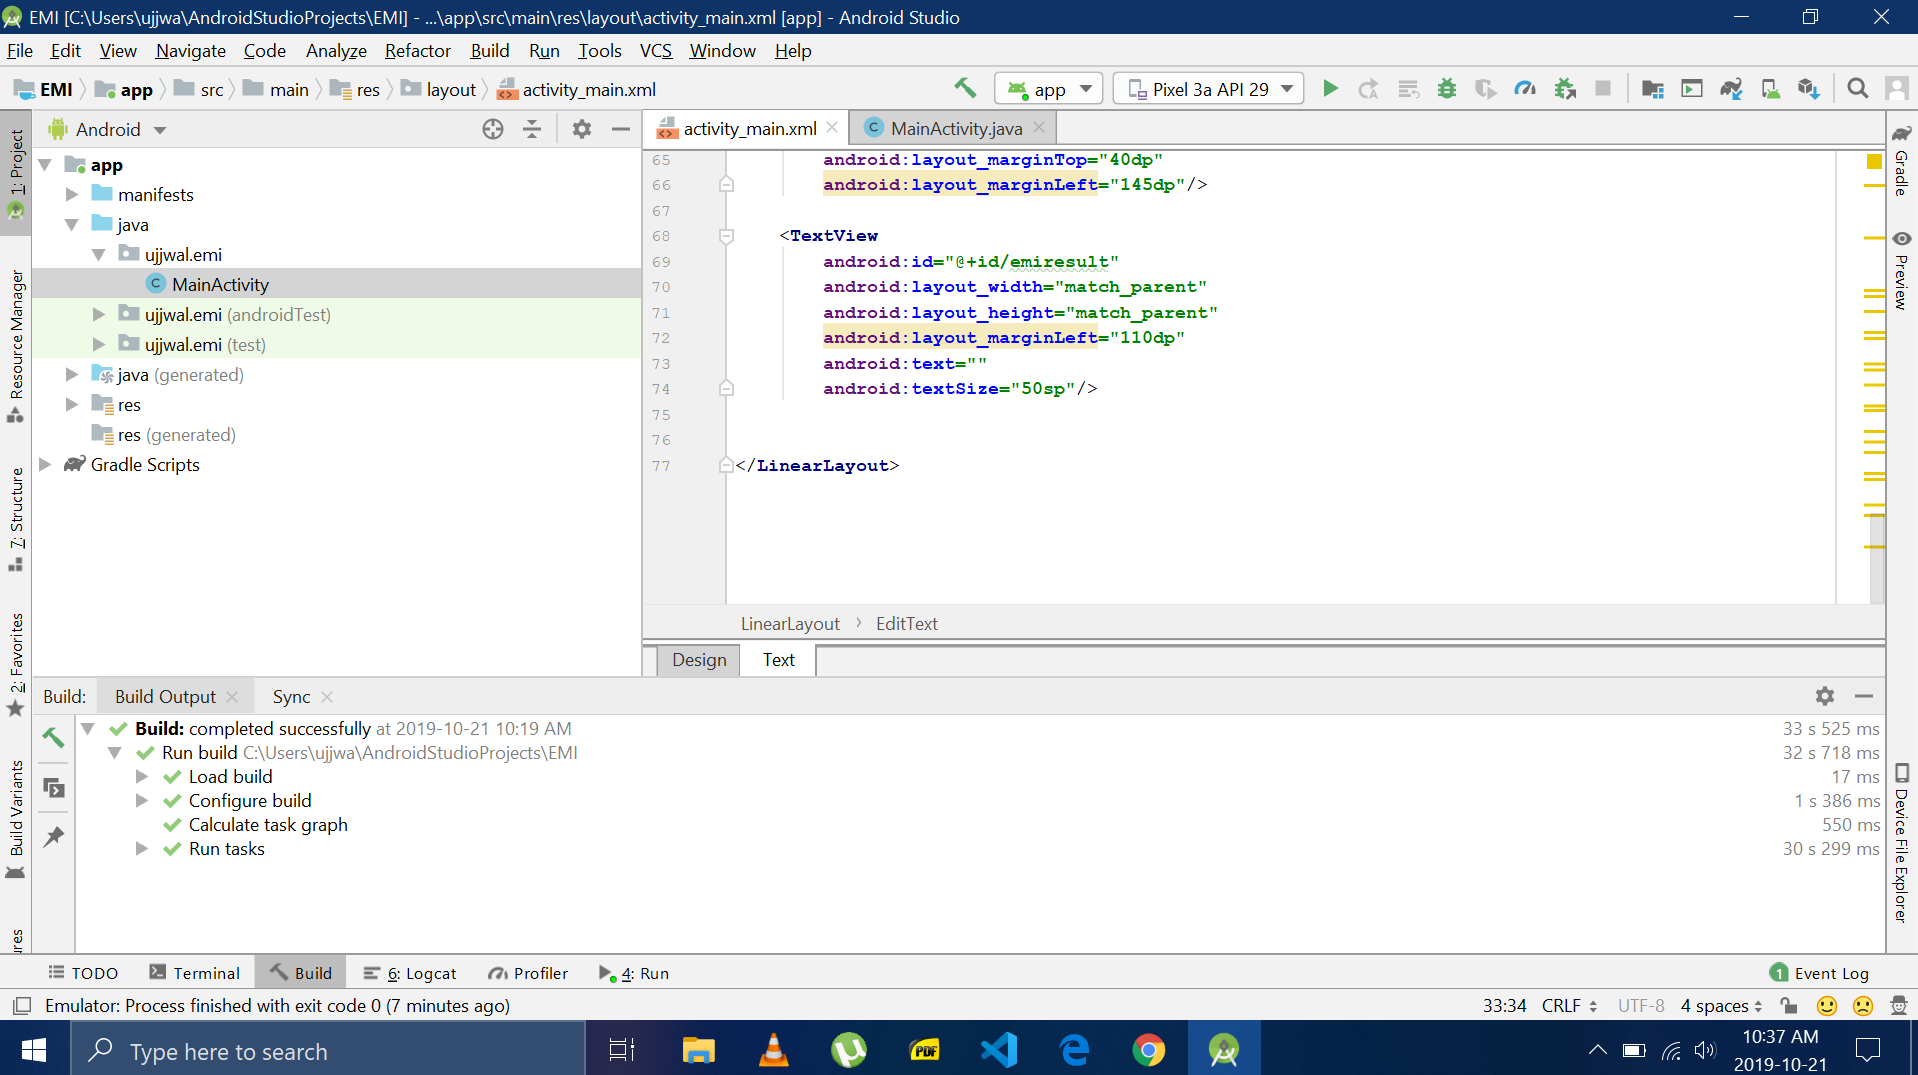 EMI [C:\Users\ujjwa\AndroidStudioProjects\EMI] - ...\app\src\main\res\layout\activity_main.xml [app] - Android Studio
File Edit View Navigate Code Analyze Refactor Build Run Tools VCS Window Help
EMI app src main res layout activity_main.xml app Pixel 3a API 29
Android
app
manifests
java
ujjwal.emi
MainActivity
ujjwal.emi (androidTest)
ujjwal.emi (test)
java (generated)
res
res (generated)
Gradle Scripts
1: Project
Resource Manager
7: Structure
2: Favorites
Build Variants
activity_main.xml MainActivity.java
65 android:layout_marginTop="40dp"
66 android:layout_marginLeft="145dp"/>
67
68 <TextView
69 android:id="@+id/emiresult"
70 android:layout_width="match_parent"
71 android:layout_height="match_parent"
72 android:layout_marginLeft="110dp"
73 android:text=""
74 android:textSize="50sp"/>
75
76
77 </LinearLayout>
LinearLayout › EditText
Design Text
Gradle
Preview
Device File Explorer
Build: Build Output Sync
Build: completed successfully at 2019-10-21 10:19 AM 33 s 525 ms
Run build C:\Users\ujjwa\AndroidStudioProjects\EMI 32 s 718 ms
Load build 17 ms
Configure build 1 s 386 ms
Calculate task graph 550 ms
Run tasks 30 s 299 ms
TODO Terminal Build 6: Logcat Profiler 4: Run 1 Event Log
Emulator: Process finished with exit code 0 (7 minutes ago) 33:34 CRLF UTF-8 4 spaces
Type here to search
PDF
10:37 AM
2019-10-21